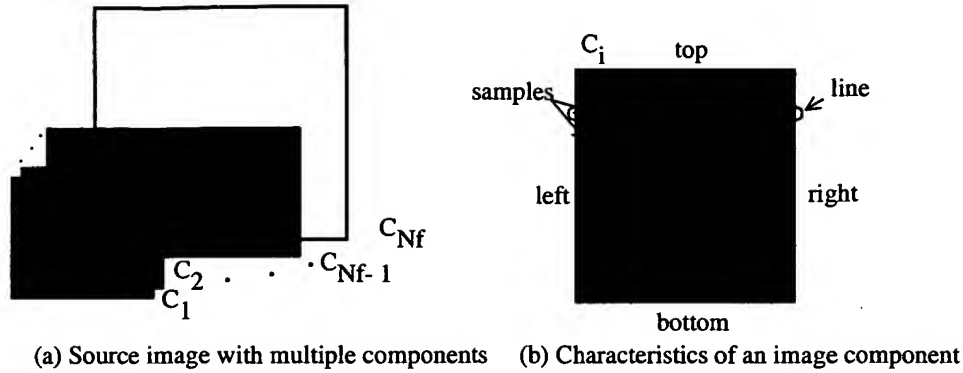 C_i
top
samples
line
left
right
C_Nf
C_Nf-1
C_2
C_1
bottom
(a) Source image with multiple components
(b) Characteristics of an image component